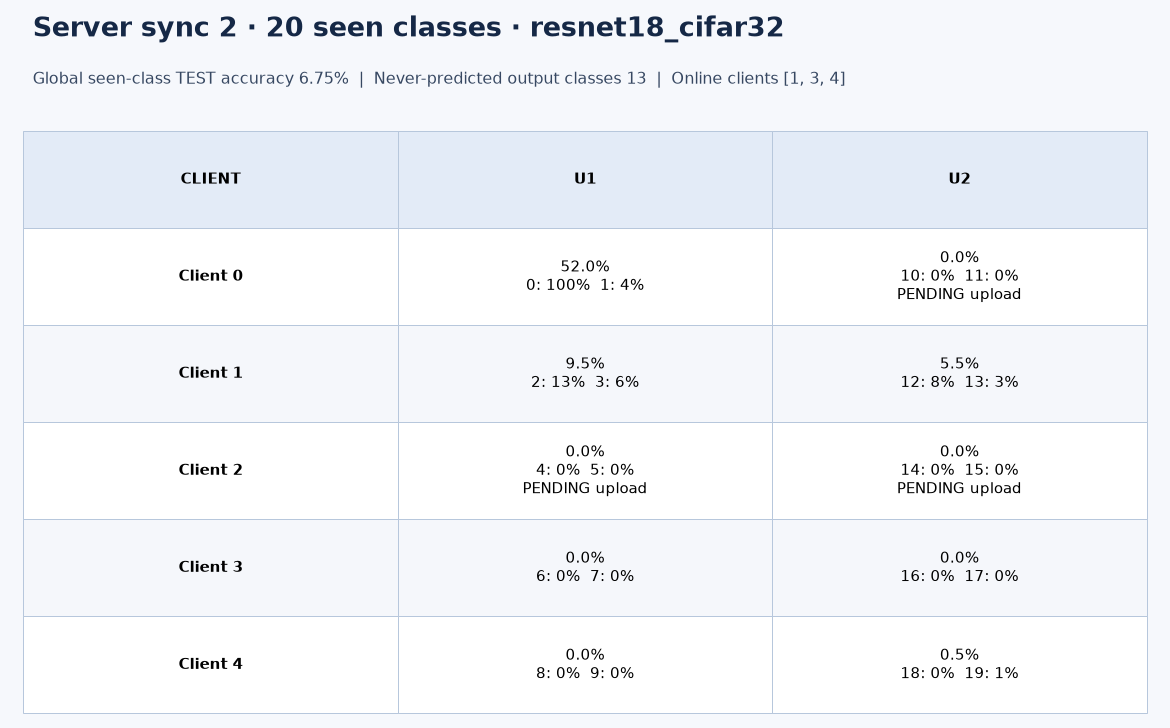 Server sync 2 · 20 seen classes · resnet18_cifar32
Global seen-class TEST accuracy 6.75%  |  Never-predicted output classes 13  |  Online clients [1, 3, 4]
CLIENT
U1
U2
Client 0
52.0%
0: 100%  1: 4%
0.0%
10: 0%  11: 0%
PENDING upload
Client 1
9.5%
2: 13%  3: 6%
5.5%
12: 8%  13: 3%
Client 2
0.0%
4: 0%  5: 0%
PENDING upload
0.0%
14: 0%  15: 0%
PENDING upload
Client 3
0.0%
6: 0%  7: 0%
0.0%
16: 0%  17: 0%
Client 4
0.0%
8: 0%  9: 0%
0.5%
18: 0%  19: 1%